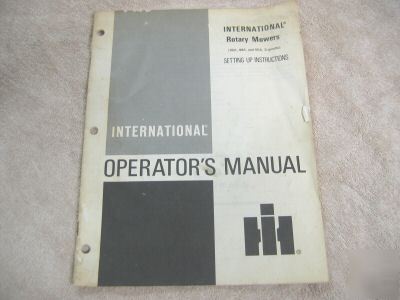 INTERNATIONAL®
Rotary Mowers
SETTING UP INSTRUCTIONS
INTERNATIONAL®
OPERATOR'S MANUAL
IH®